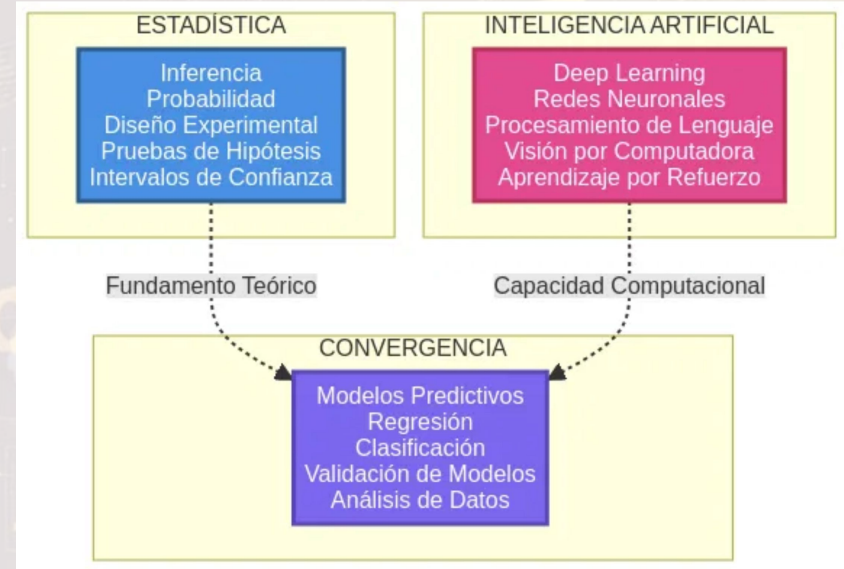 ESTADÍSTICA
Inferencia
Probabilidad
Diseño Experimental
Pruebas de Hipótesis
Intervalos de Confianza
INTELIGENCIA ARTIFICIAL
Deep Learning
Redes Neuronales
Procesamiento de Lenguaje
Visión por Computadora
Aprendizaje por Refuerzo
Fundamento Teórico
Capacidad Computacional
CONVERGENCIA
Modelos Predictivos
Regresión
Clasificación
Validación de Modelos
Análisis de Datos